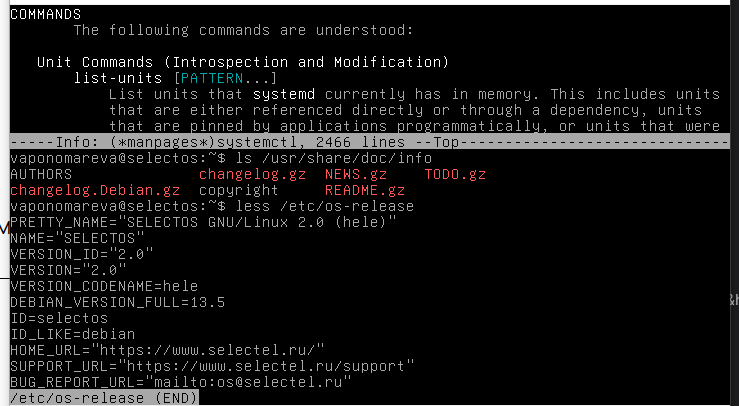 COMMANDS
The following commands are understood:
Unit Commands (Introspection and Modification)
list-units [PATTERN...]
List units that systemd currently has in memory. This includes units
that are either referenced directly or through a dependency, units
that are pinned by applications programmatically, or units that were
-----Info: (*manpages*)systemctl, 2466 lines --Top------------------------------
vaponomareva@selectos:~$ ls /usr/share/doc/info
AUTHORS changelog.gz NEWS.gz TODO.gz
changelog.Debian.gz copyright README.gz
vaponomareva@selectos:~$ less /etc/os-release
PRETTY_NAME="SELECTOS GNU/Linux 2.0 (hele)"
NAME="SELECTOS"
VERSION_ID="2.0"
VERSION="2.0"
VERSION_CODENAME=hele
DEBIAN_VERSION_FULL=13.5
ID=selectos
ID_LIKE=debian
HOME_URL="https://www.selectel.ru/"
SUPPORT_URL="https://www.selectel.ru/support"
BUG_REPORT_URL="mailto:os@selectel.ru"
/etc/os-release (END)